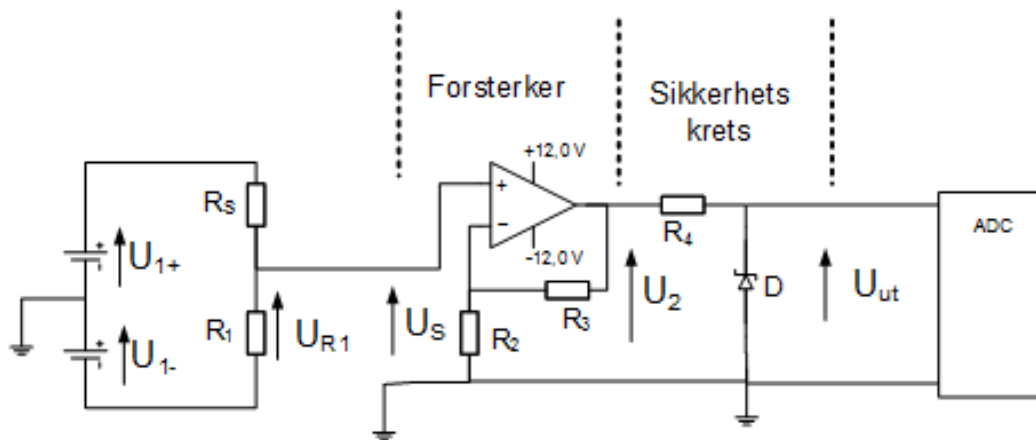 Forsterker
Sikkerhets
krets
+12,0 V
-12,0 V
+
−
ADC
Rs
R1
U1+
U1-
UR1
US
R2
R3
R4
U2
D
Uut
+
+